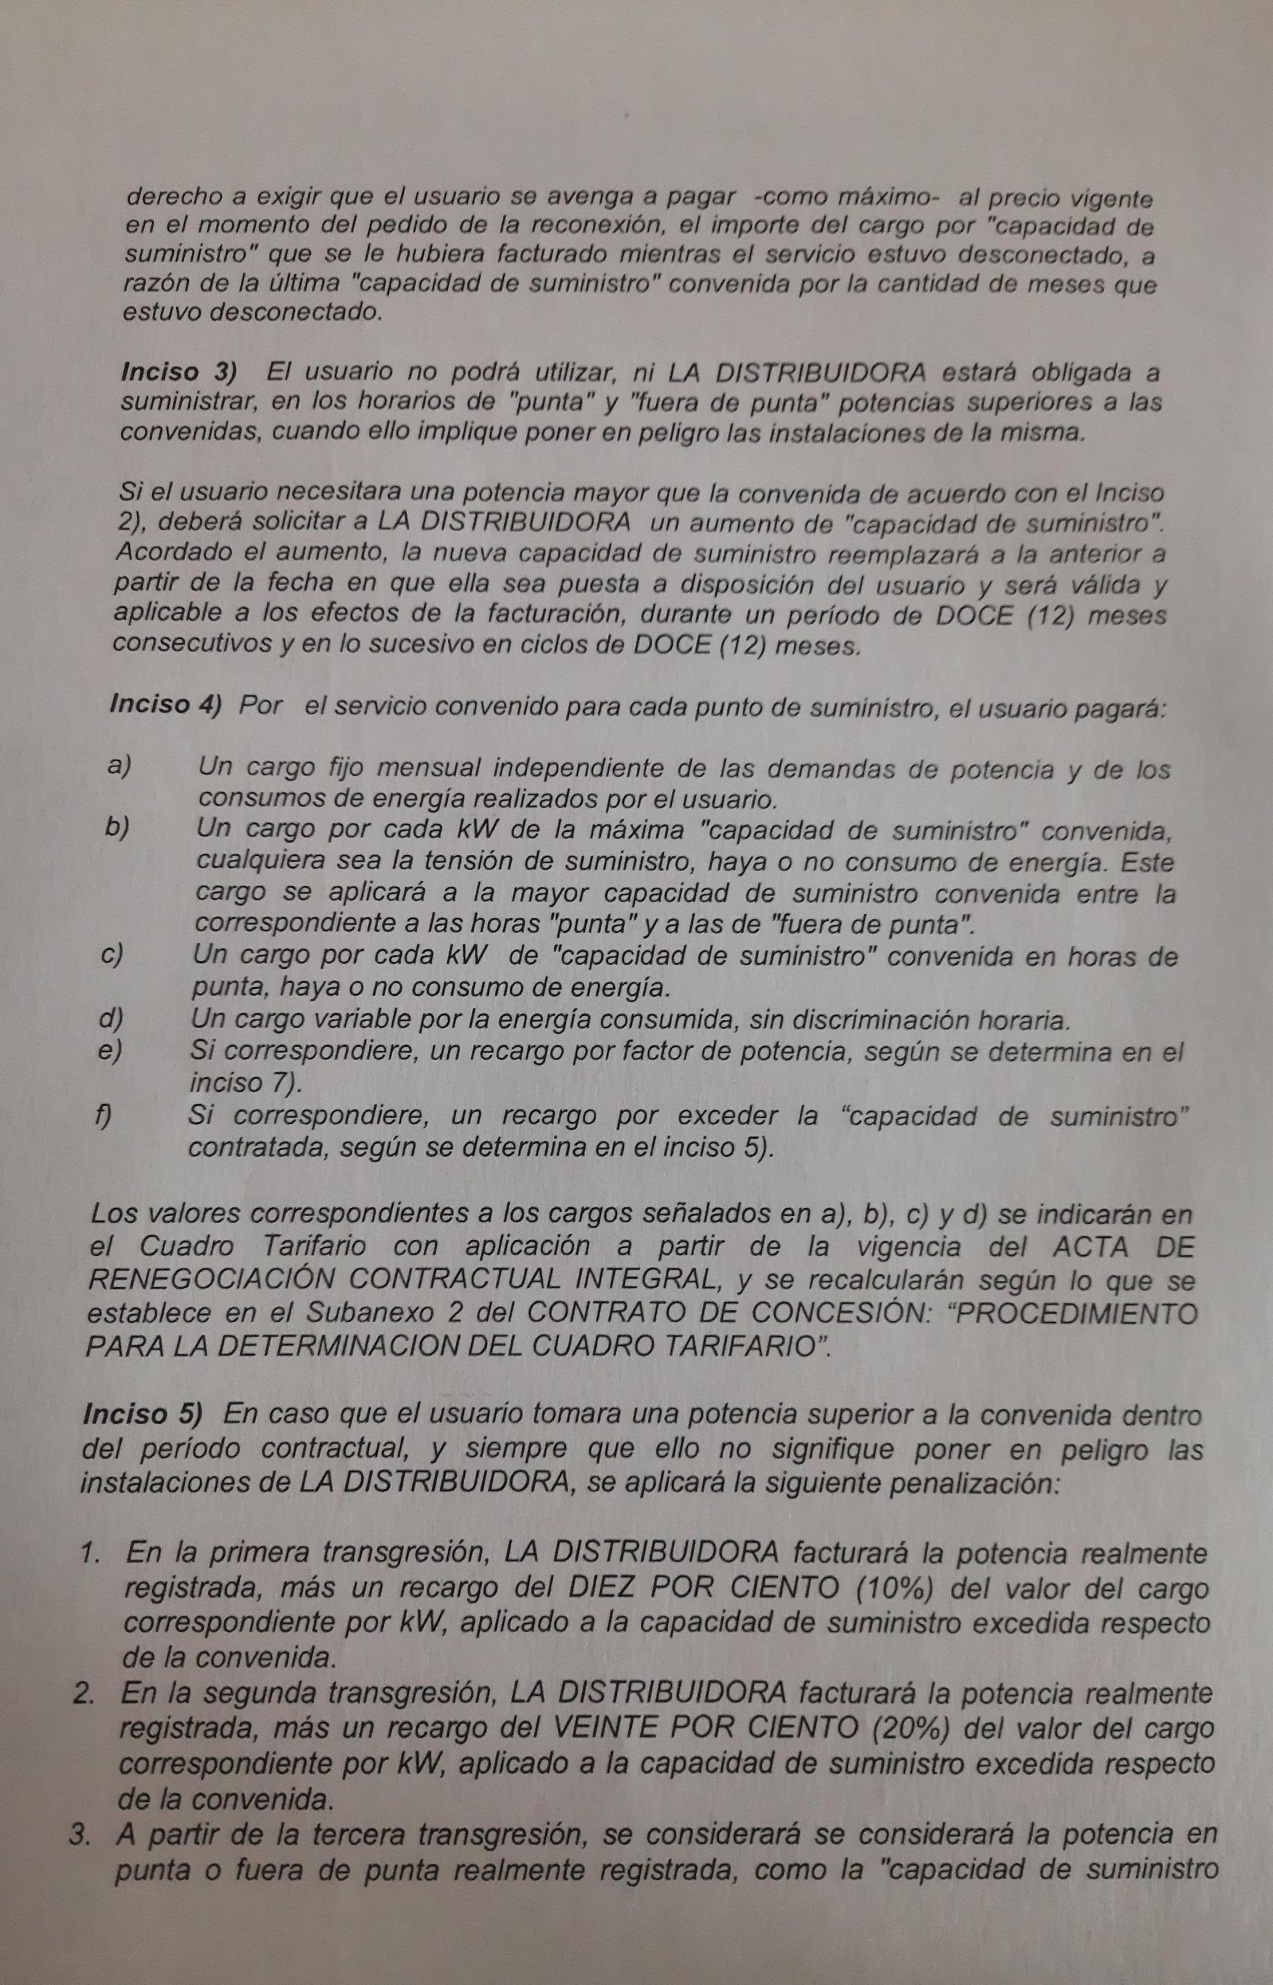 derecho a exigir que el usuario se avenga a pagar -como máximo- al precio vigente
en el momento del pedido de la reconexión, el importe del cargo por "capacidad de
suministro" que se le hubiera facturado mientras el servicio estuvo desconectado, a
razón de la última "capacidad de suministro" convenida por la cantidad de meses que
estuvo desconectado.
Inciso 3) El usuario no podrá utilizar, ni LA DISTRIBUIDORA estará obligada a
suministrar, en los horarios de "punta" y "fuera de punta" potencias superiores a las
convenidas, cuando ello implique poner en peligro las instalaciones de la misma.
Si el usuario necesitara una potencia mayor que la convenida de acuerdo con el Inciso
2), deberá solicitar a LA DISTRIBUIDORA un aumento de "capacidad de suministro".
Acordado el aumento, la nueva capacidad de suministro reemplazará a la anterior a
partir de la fecha en que ella sea puesta a disposición del usuario y será válida y
aplicable a los efectos de la facturación, durante un período de DOCE (12) meses
consecutivos y en lo sucesivo en ciclos de DOCE (12) meses.
Inciso 4) Por el servicio convenido para cada punto de suministro, el usuario pagará:
a) Un cargo fijo mensual independiente de las demandas de potencia y de los
consumos de energía realizados por el usuario.
b) Un cargo por cada kW de la máxima "capacidad de suministro" convenida,
cualquiera sea la tensión de suministro, haya o no consumo de energía. Este
cargo se aplicará a la mayor capacidad de suministro convenida entre la
correspondiente a las horas "punta" y a las de "fuera de punta".
c) Un cargo por cada kW de "capacidad de suministro" convenida en horas de
punta, haya o no consumo de energía.
d) Un cargo variable por la energía consumida, sin discriminación horaria.
e) Si correspondiere, un recargo por factor de potencia, según se determina en el
inciso 7).
f) Si correspondiere, un recargo por exceder la “capacidad de suministro”
contratada, según se determina en el inciso 5).
Los valores correspondientes a los cargos señalados en a), b), c) y d) se indicarán en
el Cuadro Tarifario con aplicación a partir de la vigencia del ACTA DE
RENEGOCIACIÓN CONTRACTUAL INTEGRAL, y se recalcularán según lo que se
establece en el Subanexo 2 del CONTRATO DE CONCESIÓN: “PROCEDIMIENTO
PARA LA DETERMINACION DEL CUADRO TARIFARIO”.
Inciso 5) En caso que el usuario tomara una potencia superior a la convenida dentro
del período contractual, y siempre que ello no signifique poner en peligro las
instalaciones de LA DISTRIBUIDORA, se aplicará la siguiente penalización:
1. En la primera transgresión, LA DISTRIBUIDORA facturará la potencia realmente
registrada, más un recargo del DIEZ POR CIENTO (10%) del valor del cargo
correspondiente por kW, aplicado a la capacidad de suministro excedida respecto
de la convenida.
2. En la segunda transgresión, LA DISTRIBUIDORA facturará la potencia realmente
registrada, más un recargo del VEINTE POR CIENTO (20%) del valor del cargo
correspondiente por kW, aplicado a la capacidad de suministro excedida respecto
de la convenida.
3. A partir de la tercera transgresión, se considerará se considerará la potencia en
punta o fuera de punta realmente registrada, como la "capacidad de suministro